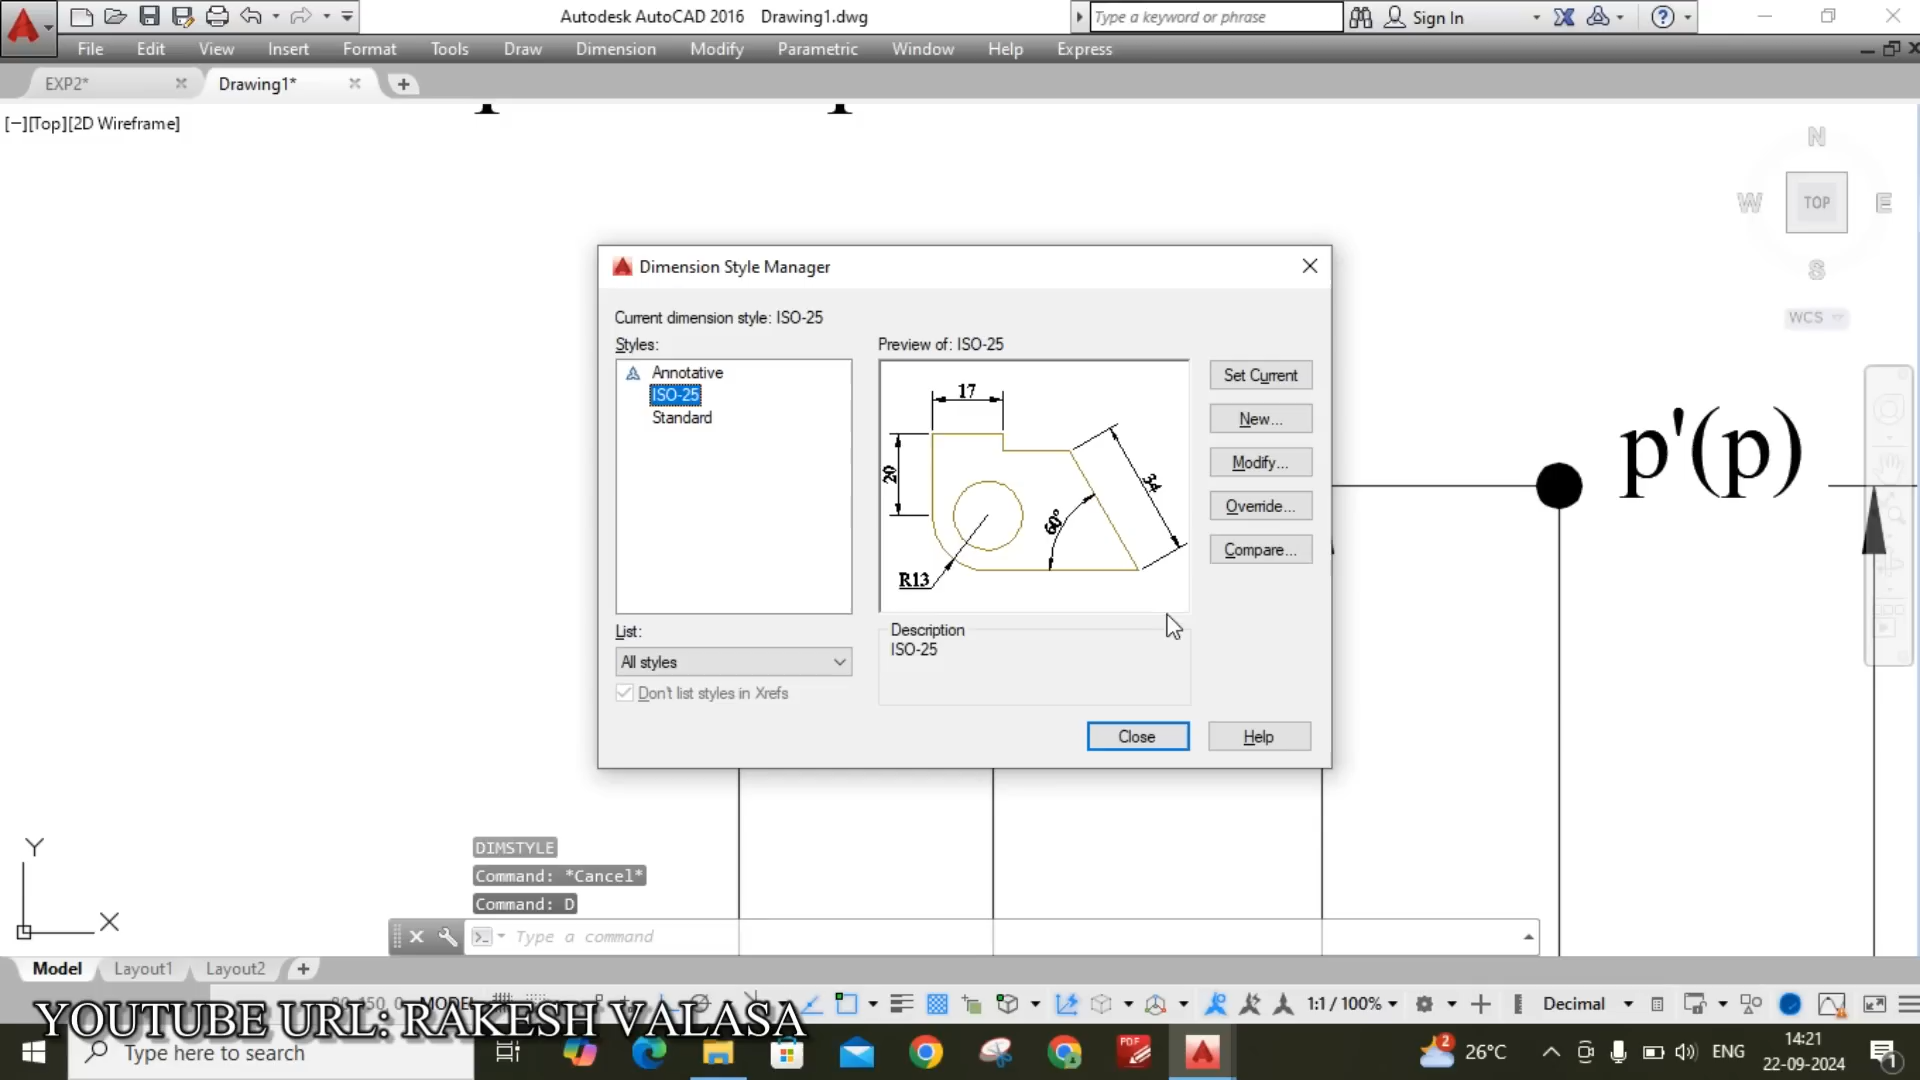 Autodesk AutoCAD 2016 Drawing1.dwg
Type a keyword or phrase
Sign In
File Edit View Insert Format Tools Draw Dimension Modify Parametric Window Help Express
EXP2*
Drawing1*
[−][Top][2D Wireframe]
N
W TOP E
S
WCS
Dimension Style Manager
Current dimension style: ISO-25
Styles:
Annotative
ISO-25
Standard
Preview of: ISO-25
17
20
34
60°
R13
Set Current
New...
Modify...
Override...
Compare...
List:
All styles
Don't list styles in Xrefs
Description
ISO-25
Close
Help
p'(p)
Y
X
DIMSTYLE
Command: *Cancel*
Command: D
Type a command
Model Layout1 Layout2
MODEL
1:1 / 100%
Decimal
YOUTUBE URL: RAKESH VALASA
Type here to search
PDF
2
26°C
ENG
14:21
22-09-2024
1